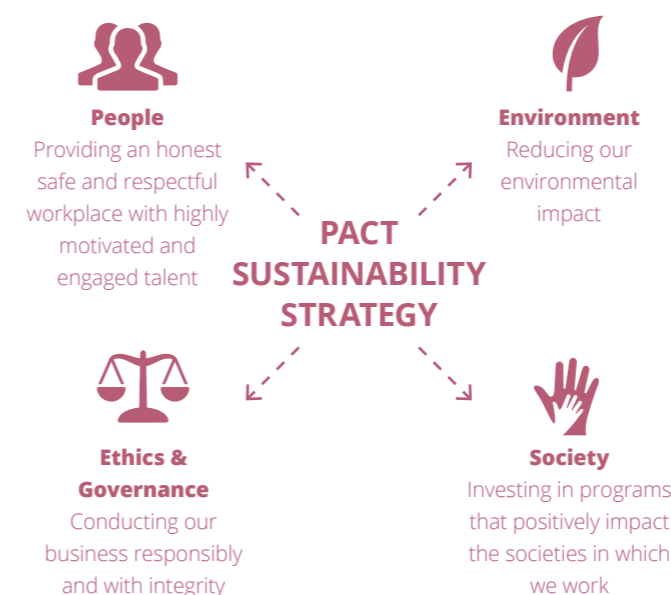 People
Providing an honest
safe and respectful
workplace with highly
motivated and
engaged talent
Environment
Reducing our
environmental
impact
PACT
SUSTAINABILITY
STRATEGY
Ethics &
Governance
Conducting our
business responsibly
and with integrity
Society
Investing in programs
that positively impact
the societies in which
we work